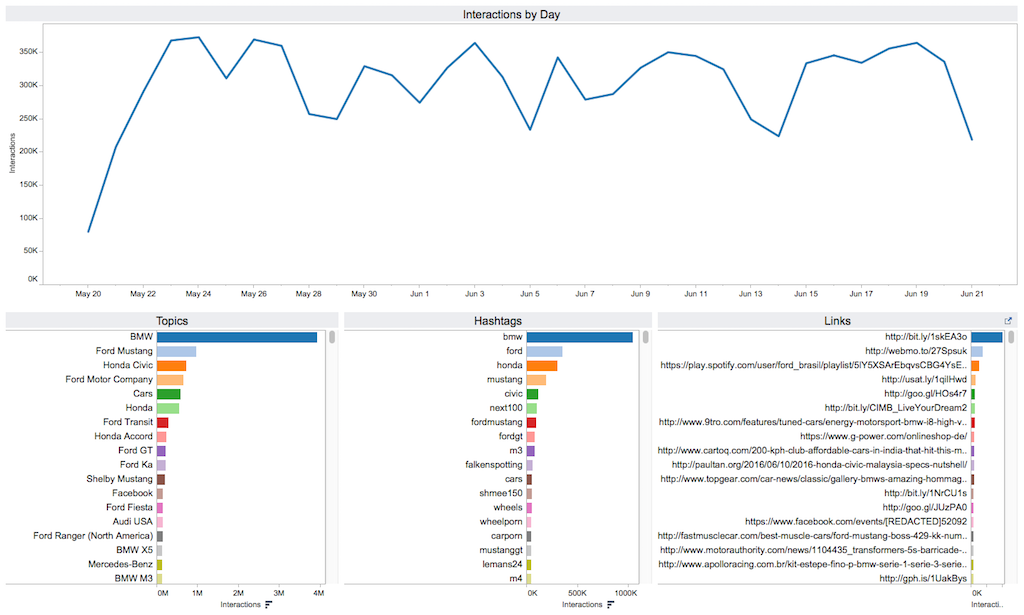 Interactions by Day
Interactions
350K
300K
250K
200K
150K
100K
50K
0K
May 20 May 22 May 24 May 26 May 28 May 30 Jun 1 Jun 3 Jun 5 Jun 7 Jun 9 Jun 11 Jun 13 Jun 15 Jun 17 Jun 19 Jun 21
Topics
BMW
Ford Mustang
Honda Civic
Ford Motor Company
Cars
Honda
Ford Transit
Honda Accord
Ford GT
Ford Ka
Shelby Mustang
Facebook
Ford Fiesta
Audi USA
Ford Ranger (North America)
BMW X5
Mercedes-Benz
BMW M3
0M 1M 2M 3M 4M
Interactions
Hashtags
bmw
ford
honda
mustang
civic
next100
fordmustang
fordgt
m3
falkenspotting
cars
shmee150
wheels
wheelporn
carporn
mustanggt
lemans24
m4
0K 500K 1000K
Interactions
Links
http://bit.ly/1skEA3o
http://webmo.to/27Spsuk
https://play.spotify.com/user/ford_brasil/playlist/5lY5XSArEbqvsCBG4YsE..
http://usat.ly/1qilHwd
http://goo.gl/HOs4r7
http://bit.ly/CIMB_LiveYourDream2
http://www.9tro.com/features/tuned-cars/energy-motorsport-bmw-i8-high-v..
https://www.g-power.com/onlineshop-de/
http://www.cartoq.com/200-kph-club-affordable-cars-in-india-that-hit-this-m..
http://paultan.org/2016/06/10/2016-honda-civic-malaysia-specs-nutshell/
http://www.topgear.com/car-news/classic/gallery-bmws-amazing-hommag..
http://bit.ly/1NrCU1s
http://goo.gl/JUzPA0
https://www.facebook.com/events/[REDACTED]52092
http://fastmusclecar.com/best-muscle-cars/ford-mustang-boss-429-kk-num..
http://www.motorauthority.com/news/1104435_transformers-5s-barricade-..
http://www.apolloracing.com.br/kit-estepe-fino-p-bmw-serie-1-serie-3-serie..
http://gph.is/1UakBys
0K
Interacti..